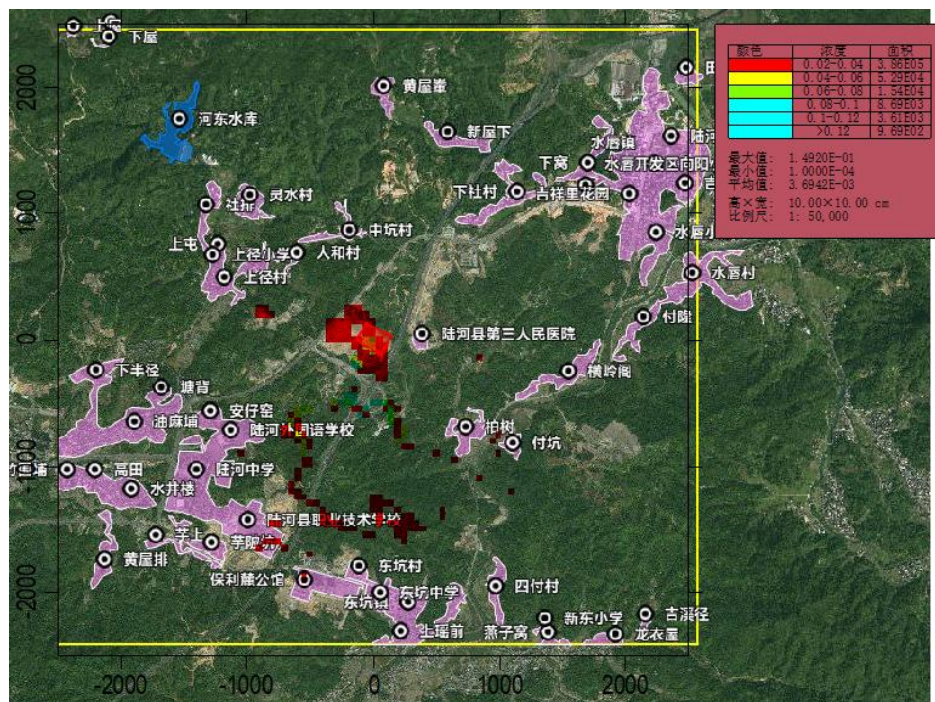 上屋
下屋
河东水库
黄屋輋
新屋下
水唇镇
下窝
水唇开发区向阳
下社村
吉祥里花园
灵水村
社排
中坑村
上屯
上径小学
人和村
上径村
水唇小
水唇村
付隆
陆河县第三人民医院
横岭阁
下半径
塘背
安仔窑
油麻埔
陆河外国语学校
柏树
付坑
高田
陆河中学
水井楼
陆河县职业技术学校
芋上
黄屋排
保利麓公馆
东坑村
东坑中学
东坑镇
上瑶前
四付村
燕子窝
新东小学
吉溪径
龙衣屋
颜色 浓度 面积
0.02-0.04 3.86E05
0.04-0.06 5.29E04
0.06-0.08 1.54E04
0.08-0.1 8.69E03
0.1-0.12 3.61E03
>0.12 9.69E02
最大值: 1.4920E-01
最小值: 1.0000E-04
平均值: 3.6942E-03
高×宽: 10.00×10.00 cm
比例尺: 1: 50,000
2000
1000
0
-1000
-2000
-2000 -1000 0 1000 2000